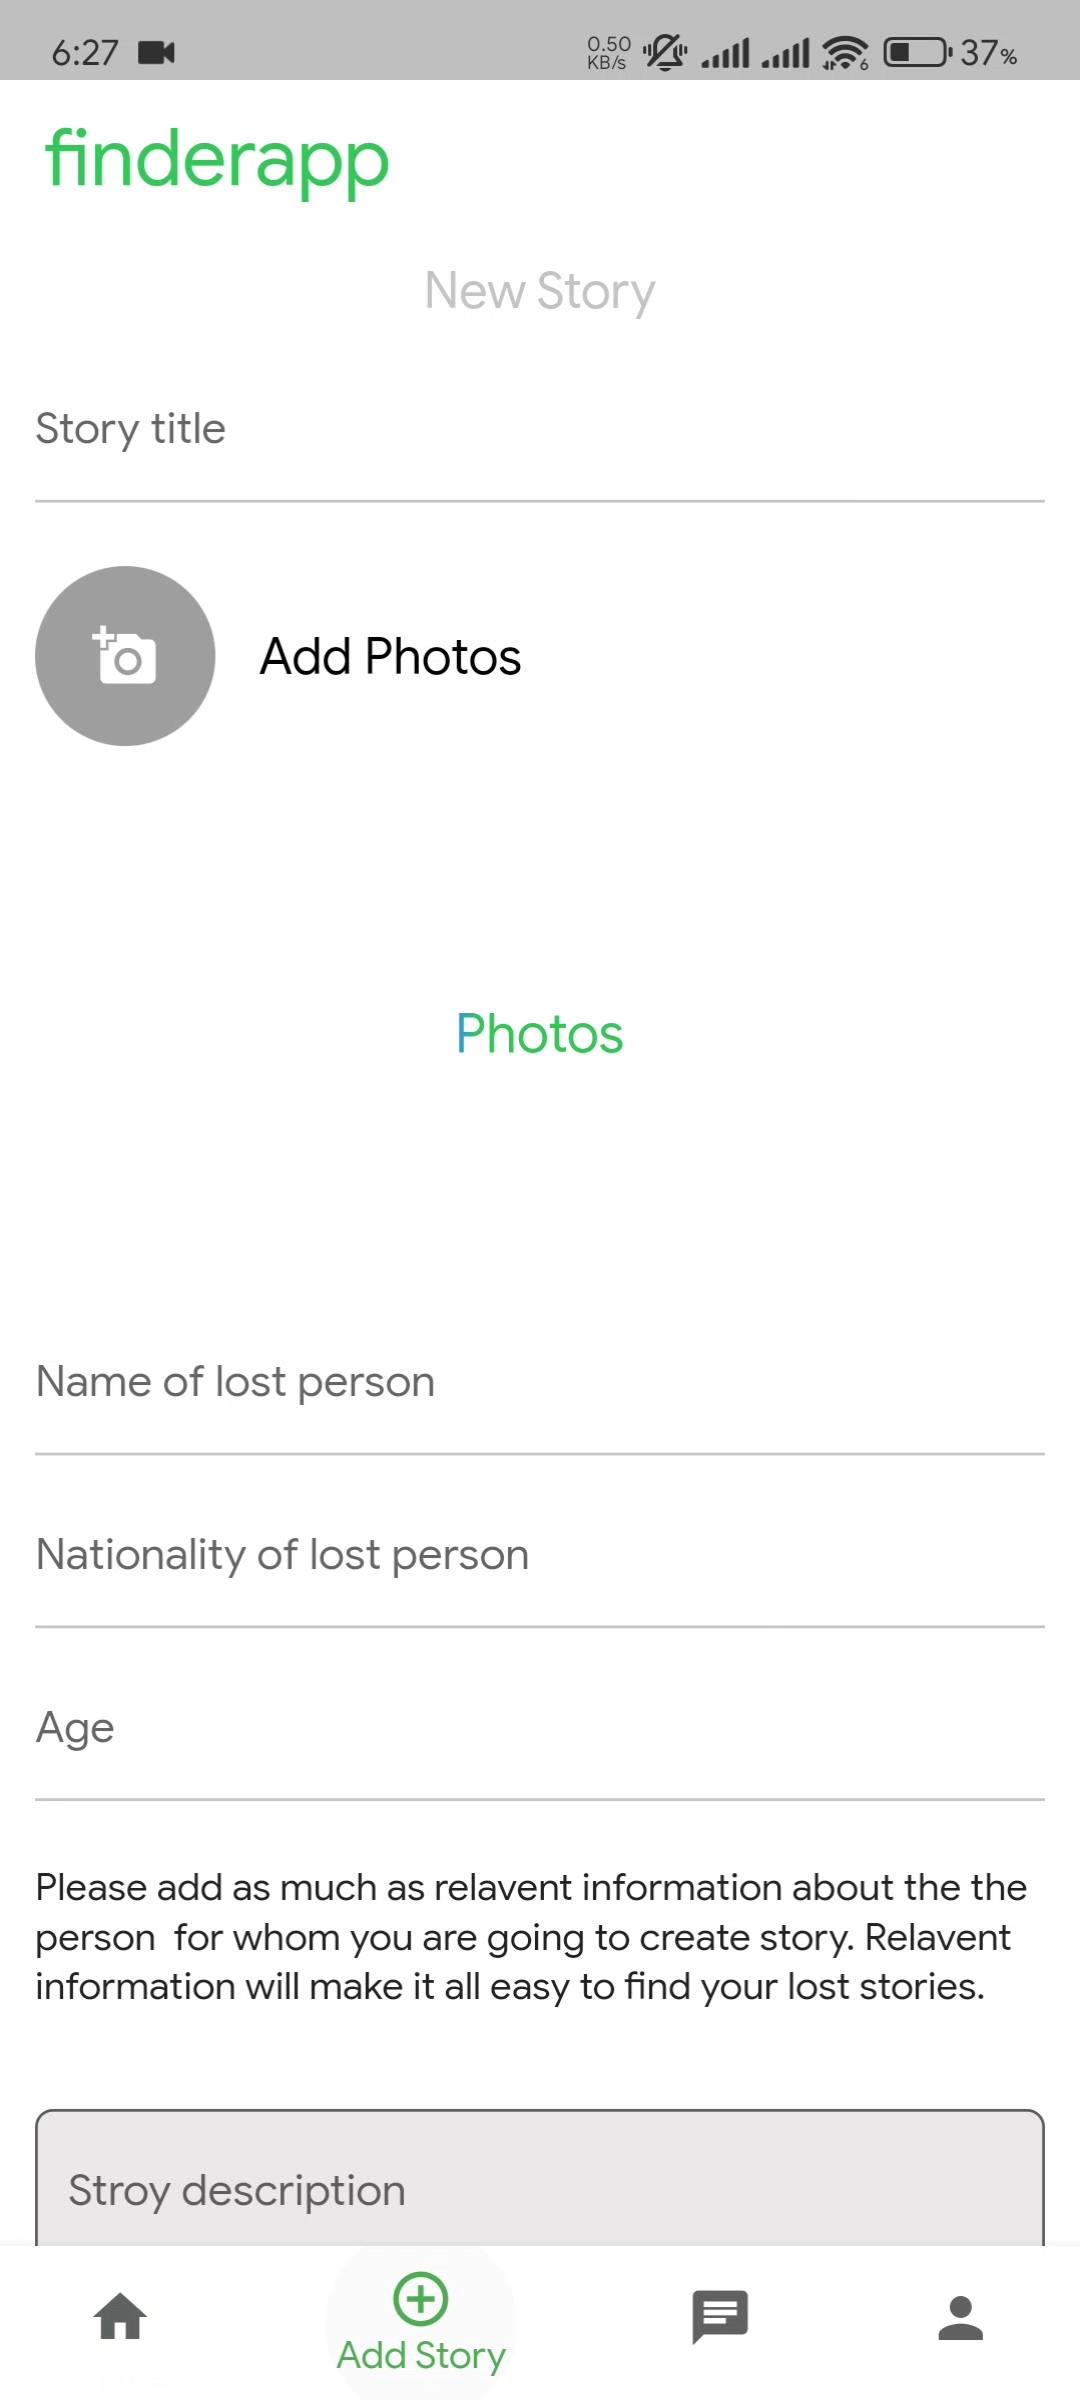 6:27
0.50
KB/s
6
37%
finderapp
New Story
Story title
Add Photos
Photos
Name of lost person
Nationality of lost person
Age
Please add as much as relavent information about the the
person  for whom you are going to create story. Relavent
information will make it all easy to find your lost stories.
Stroy description
Add Story